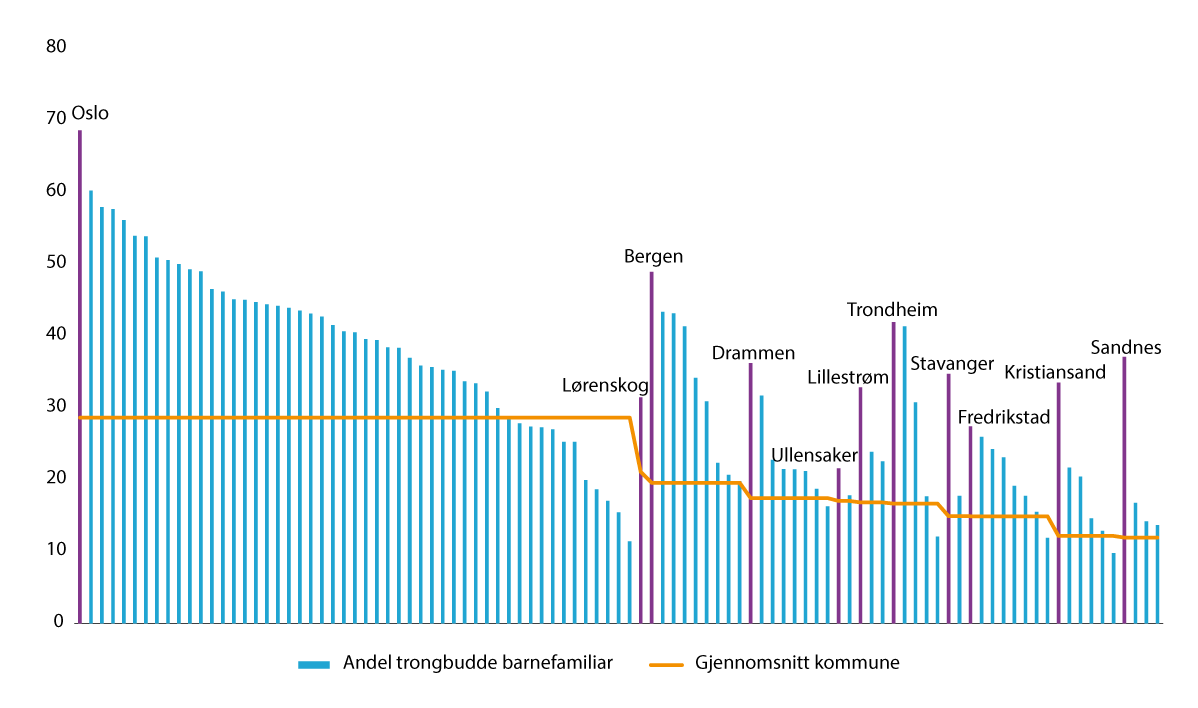 80
70
Oslo
60
50
Bergen
40
Trondheim
Drammen
Sandnes
Stavanger
Kristiansand
Lillestrøm
Lørenskog
30
Fredrikstad
Ullensaker
20
10
0
Andel trongbudde barnefamiliar
Gjennomsnitt kommune